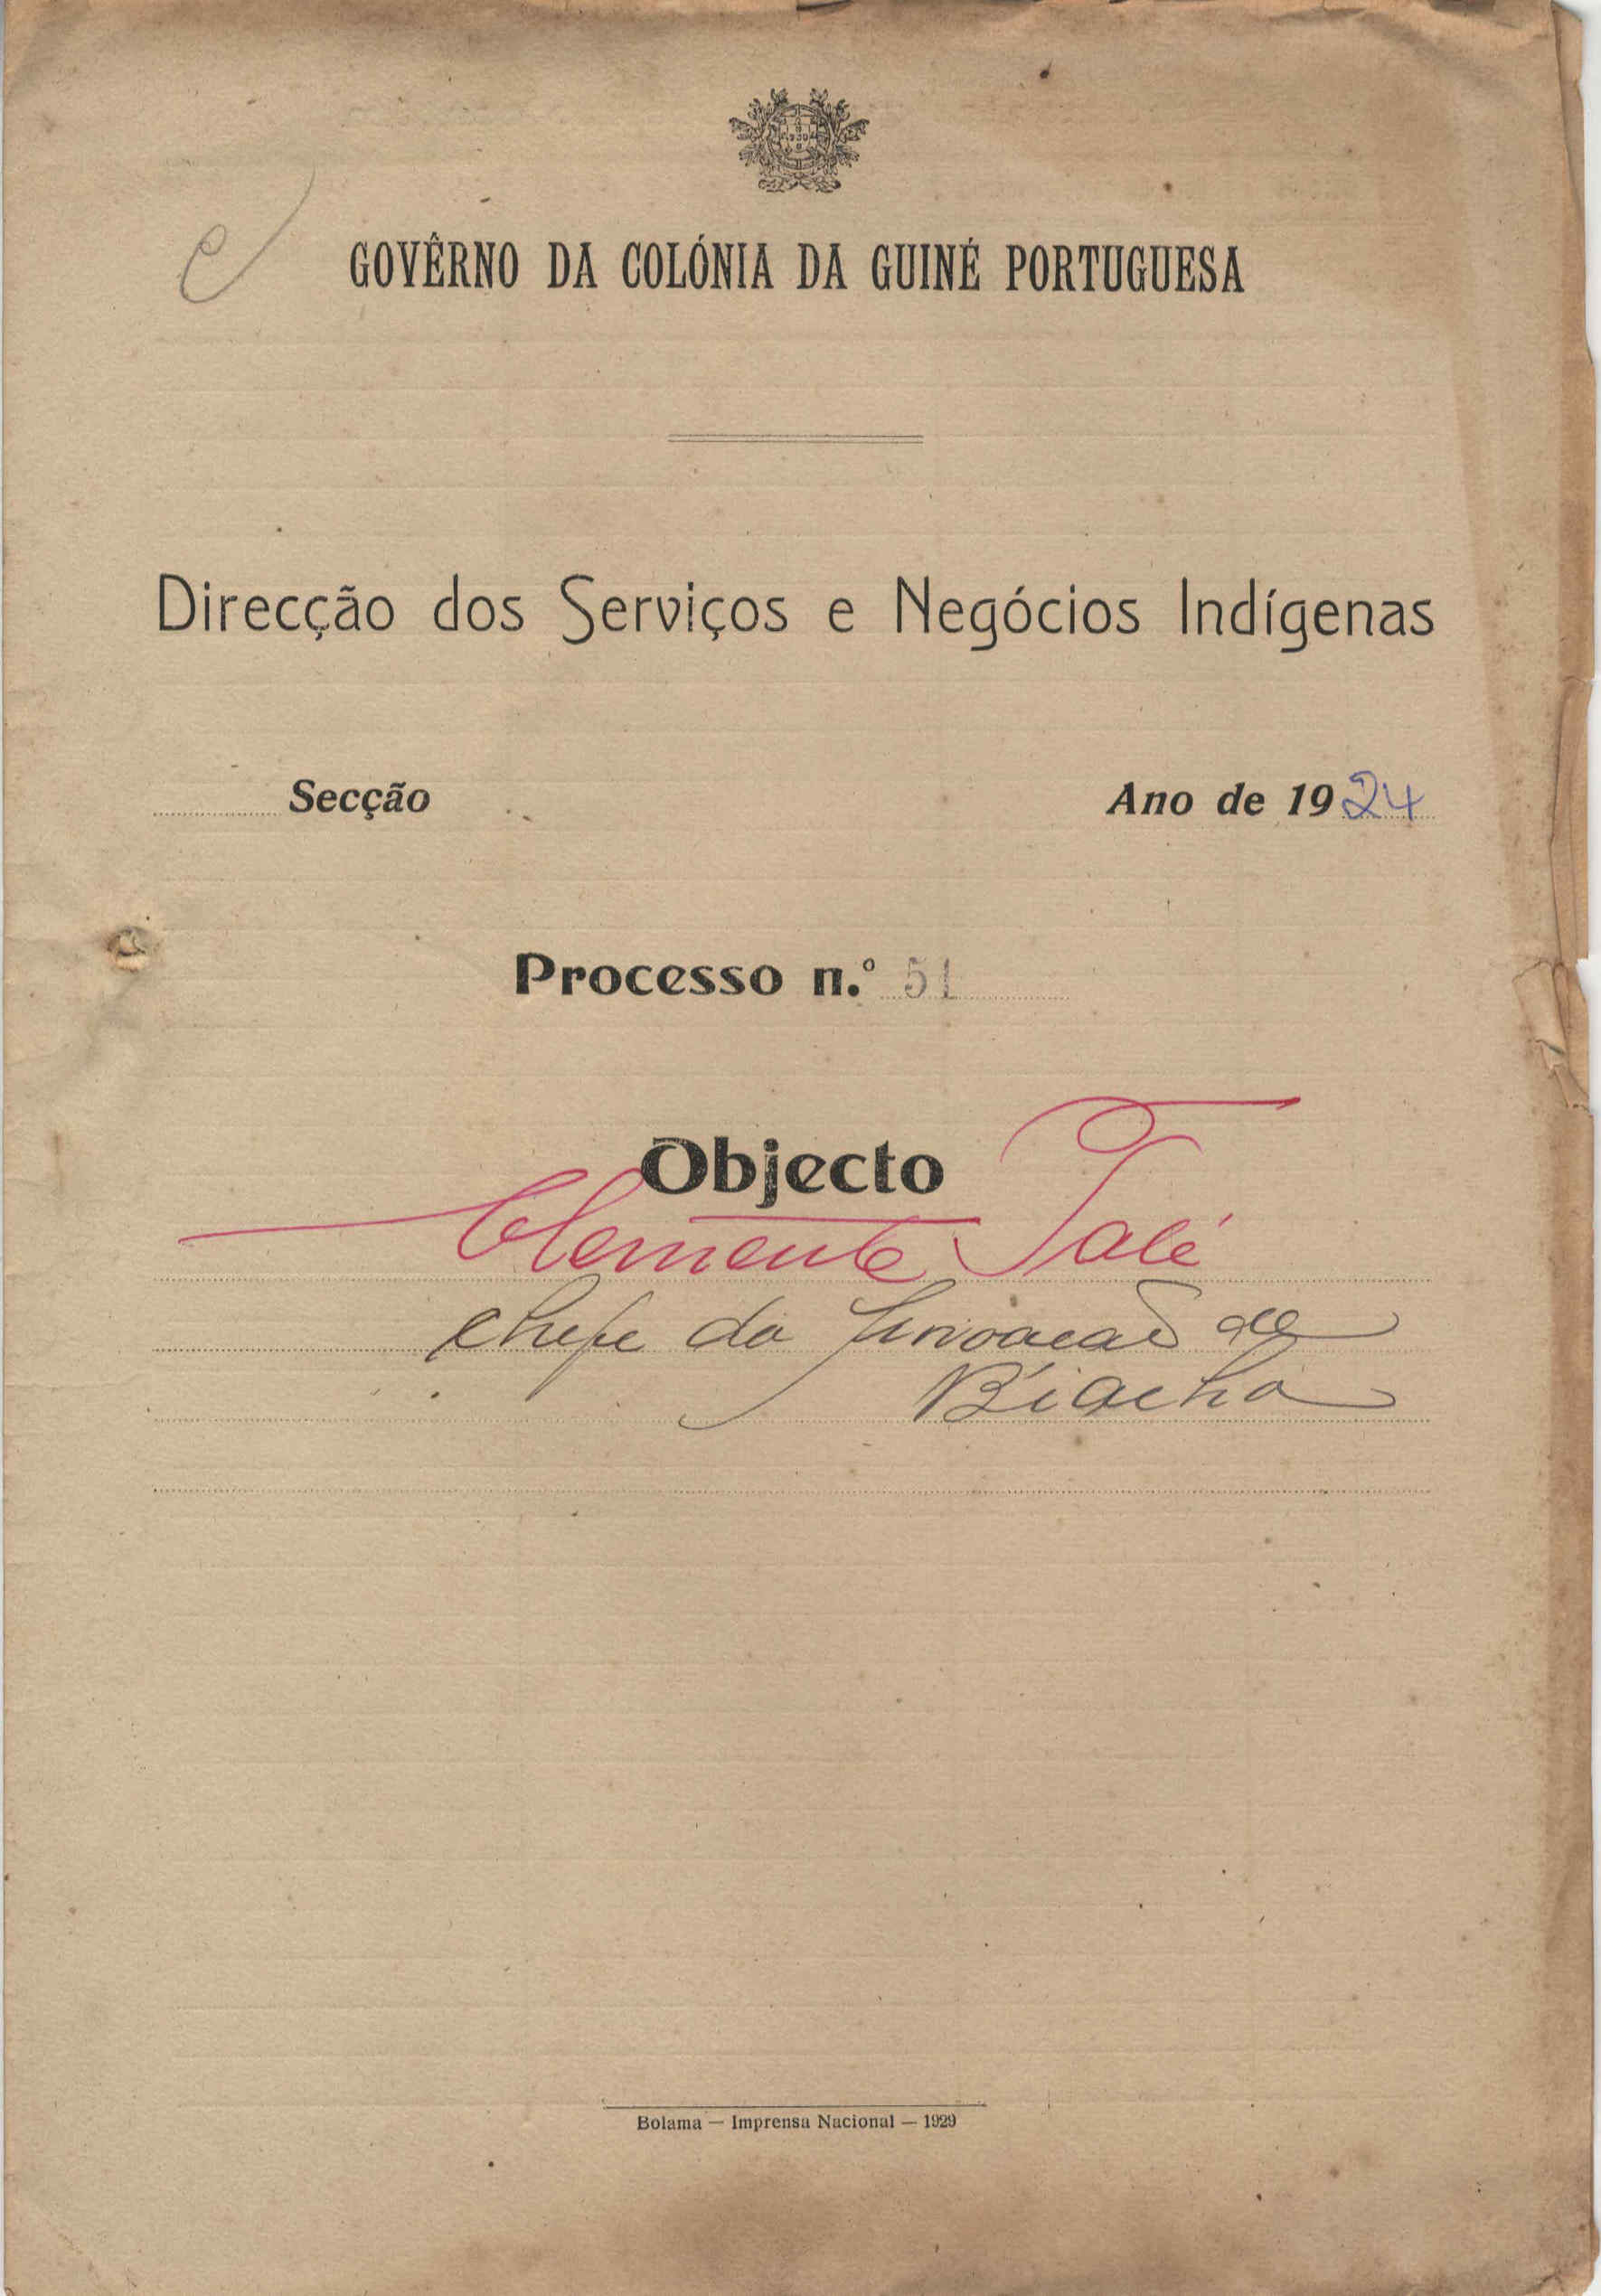 GOVÊRNO DA COLÓNIA DA GUINÉ PORTUGUESA
Direcção dos Serviços e Negócios Indígenas
Secção
Ano de 1924
Processo n.º 51
Objecto
Clemente Talé
chefe da de
Biacha
Bolama — Imprensa Nacional — 1929